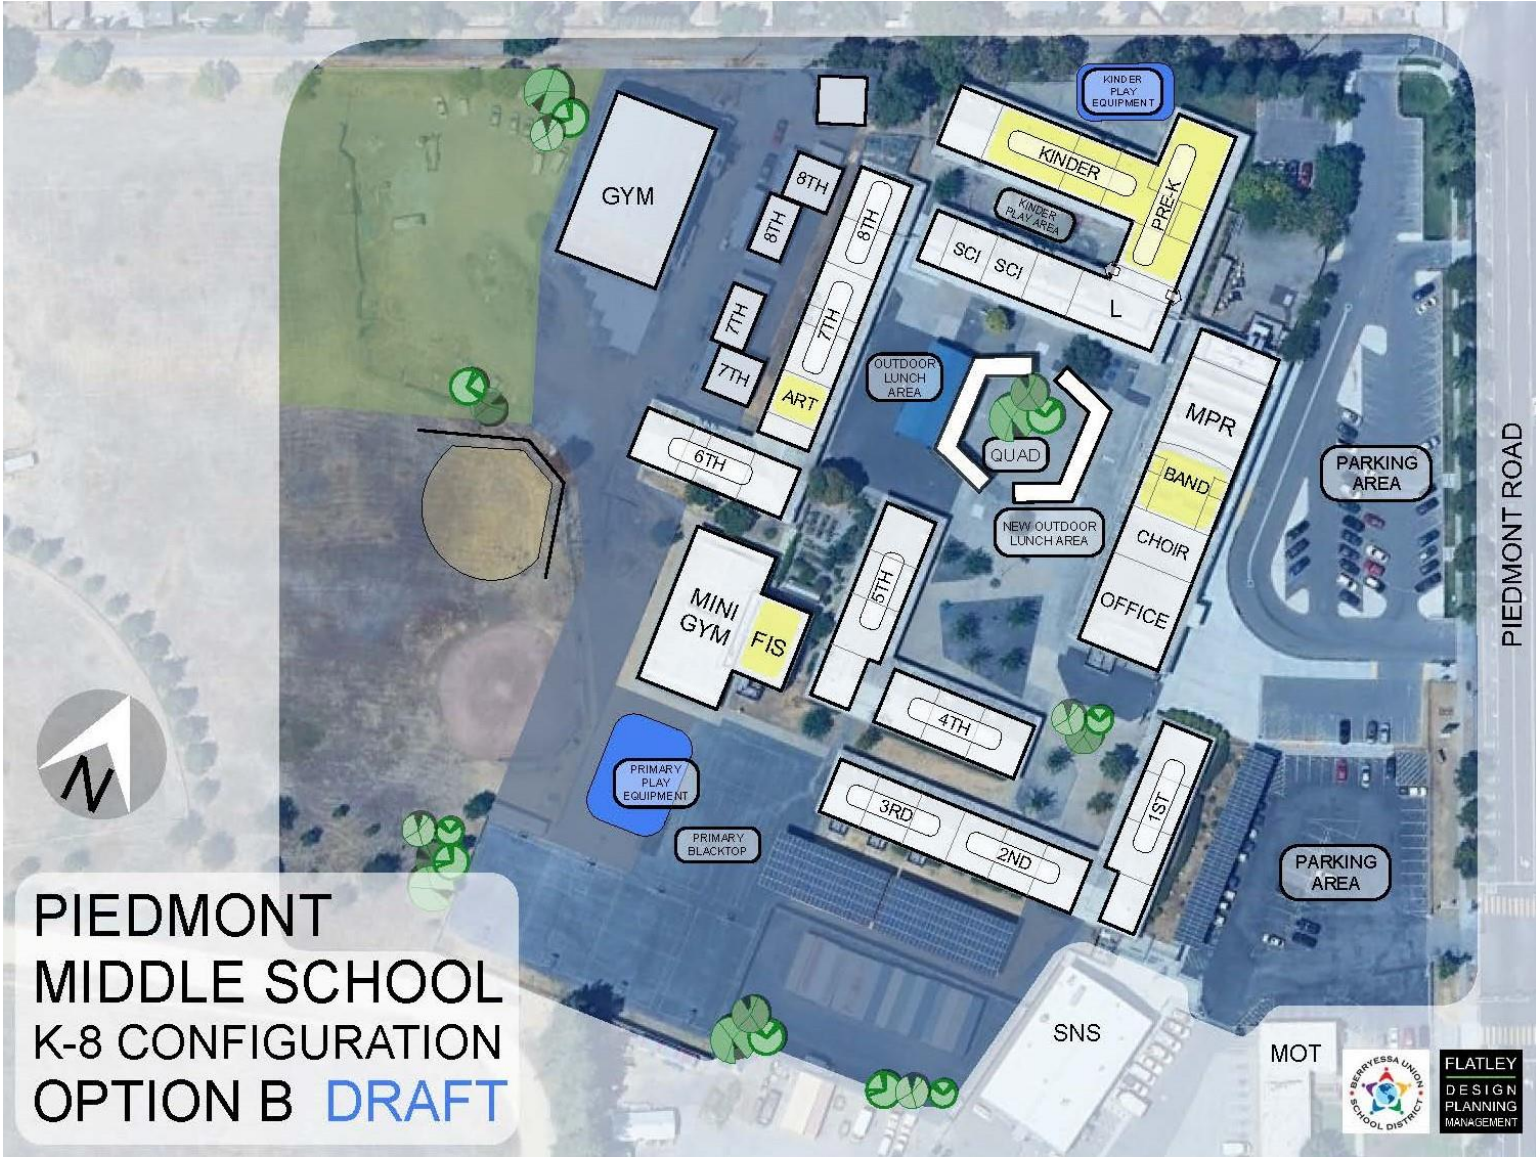 KINDER
PLAY
EQUIPMENT
GYM
8TH
8TH
8TH
KINDER
PRE-K
KINDER
PLAY AREA
SCI SCI
L
7TH
7TH
7TH
ART
OUTDOOR
LUNCH
AREA
QUAD
NEW OUTDOOR
LUNCH AREA
MPR
BAND
CHOIR
OFFICE
PARKING
AREA
PIEDMONT ROAD
6TH
MINI
GYM
FIS
5TH
4TH
3RD
2ND
1ST
PRIMARY
PLAY
EQUIPMENT
PRIMARY
BLACKTOP
PARKING
AREA
N
PIEDMONT
MIDDLE SCHOOL
K-8 CONFIGURATION
OPTION B DRAFT
SNS
MOT
BERRYESSA UNION
SCHOOL DISTRICT
FLATLEY
DESIGN
PLANNING
MANAGEMENT